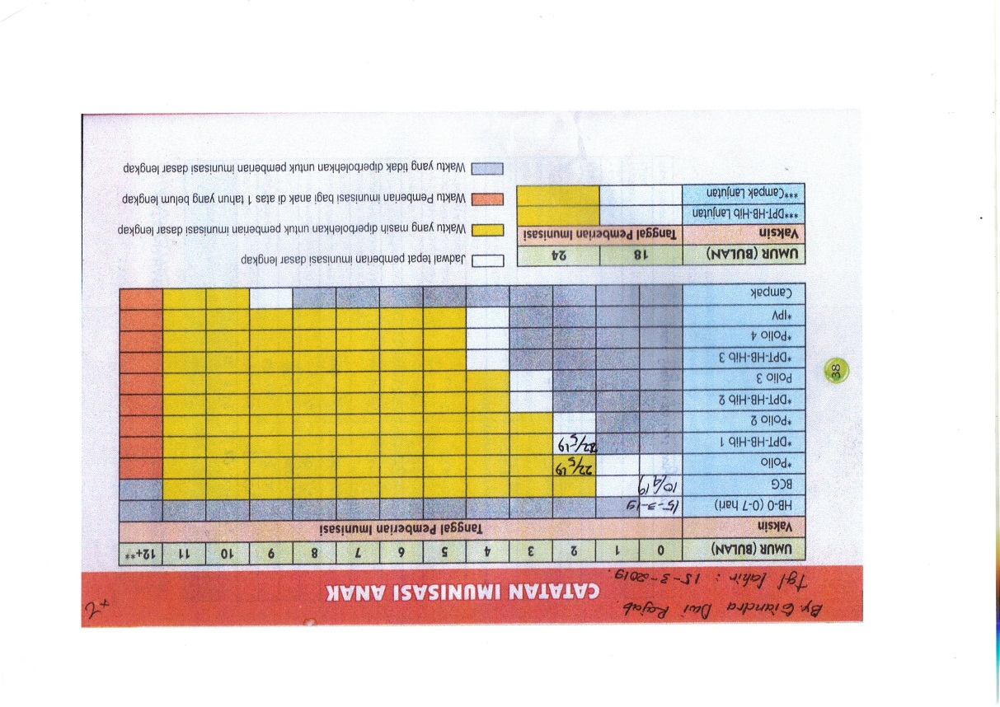 By. Giandra Dwi Rajab.
Tgl lahir : 15-3-2019.
+2
CATATAN IMUNISASI ANAK
UMUR (BULAN) 0 1 2 3 4 5 6 7 8 9 10 11 12+**
Vaksin Tanggal Pemberian Imunisasi
HB-0 (0-7 hari) 15-3-19
BCG 10/4/19
*Polio 22/5 19
*DPT-HB-Hib 1 22/5-19
*Polio 2
*DPT-HB-Hib 2
Polio 3
*DPT-HB-Hib 3
*Polio 4
*IPV
Campak
UMUR (BULAN) 18 24
Vaksin Tanggal Pemberian Imunisasi
***DPT-HB-Hib Lanjutan
***Campak Lanjutan
Jadwal tepat pemberian imunisasi dasar lengkap
Waktu yang masih diperbolehkan untuk pemberian imunisasi dasar lengkap
Waktu Pemberian imunisasi bagi anak di atas 1 tahun yang belum lengkap
Waktu yang tidak diperbolehkan untuk pemberian imunisasi dasar lengkap
38